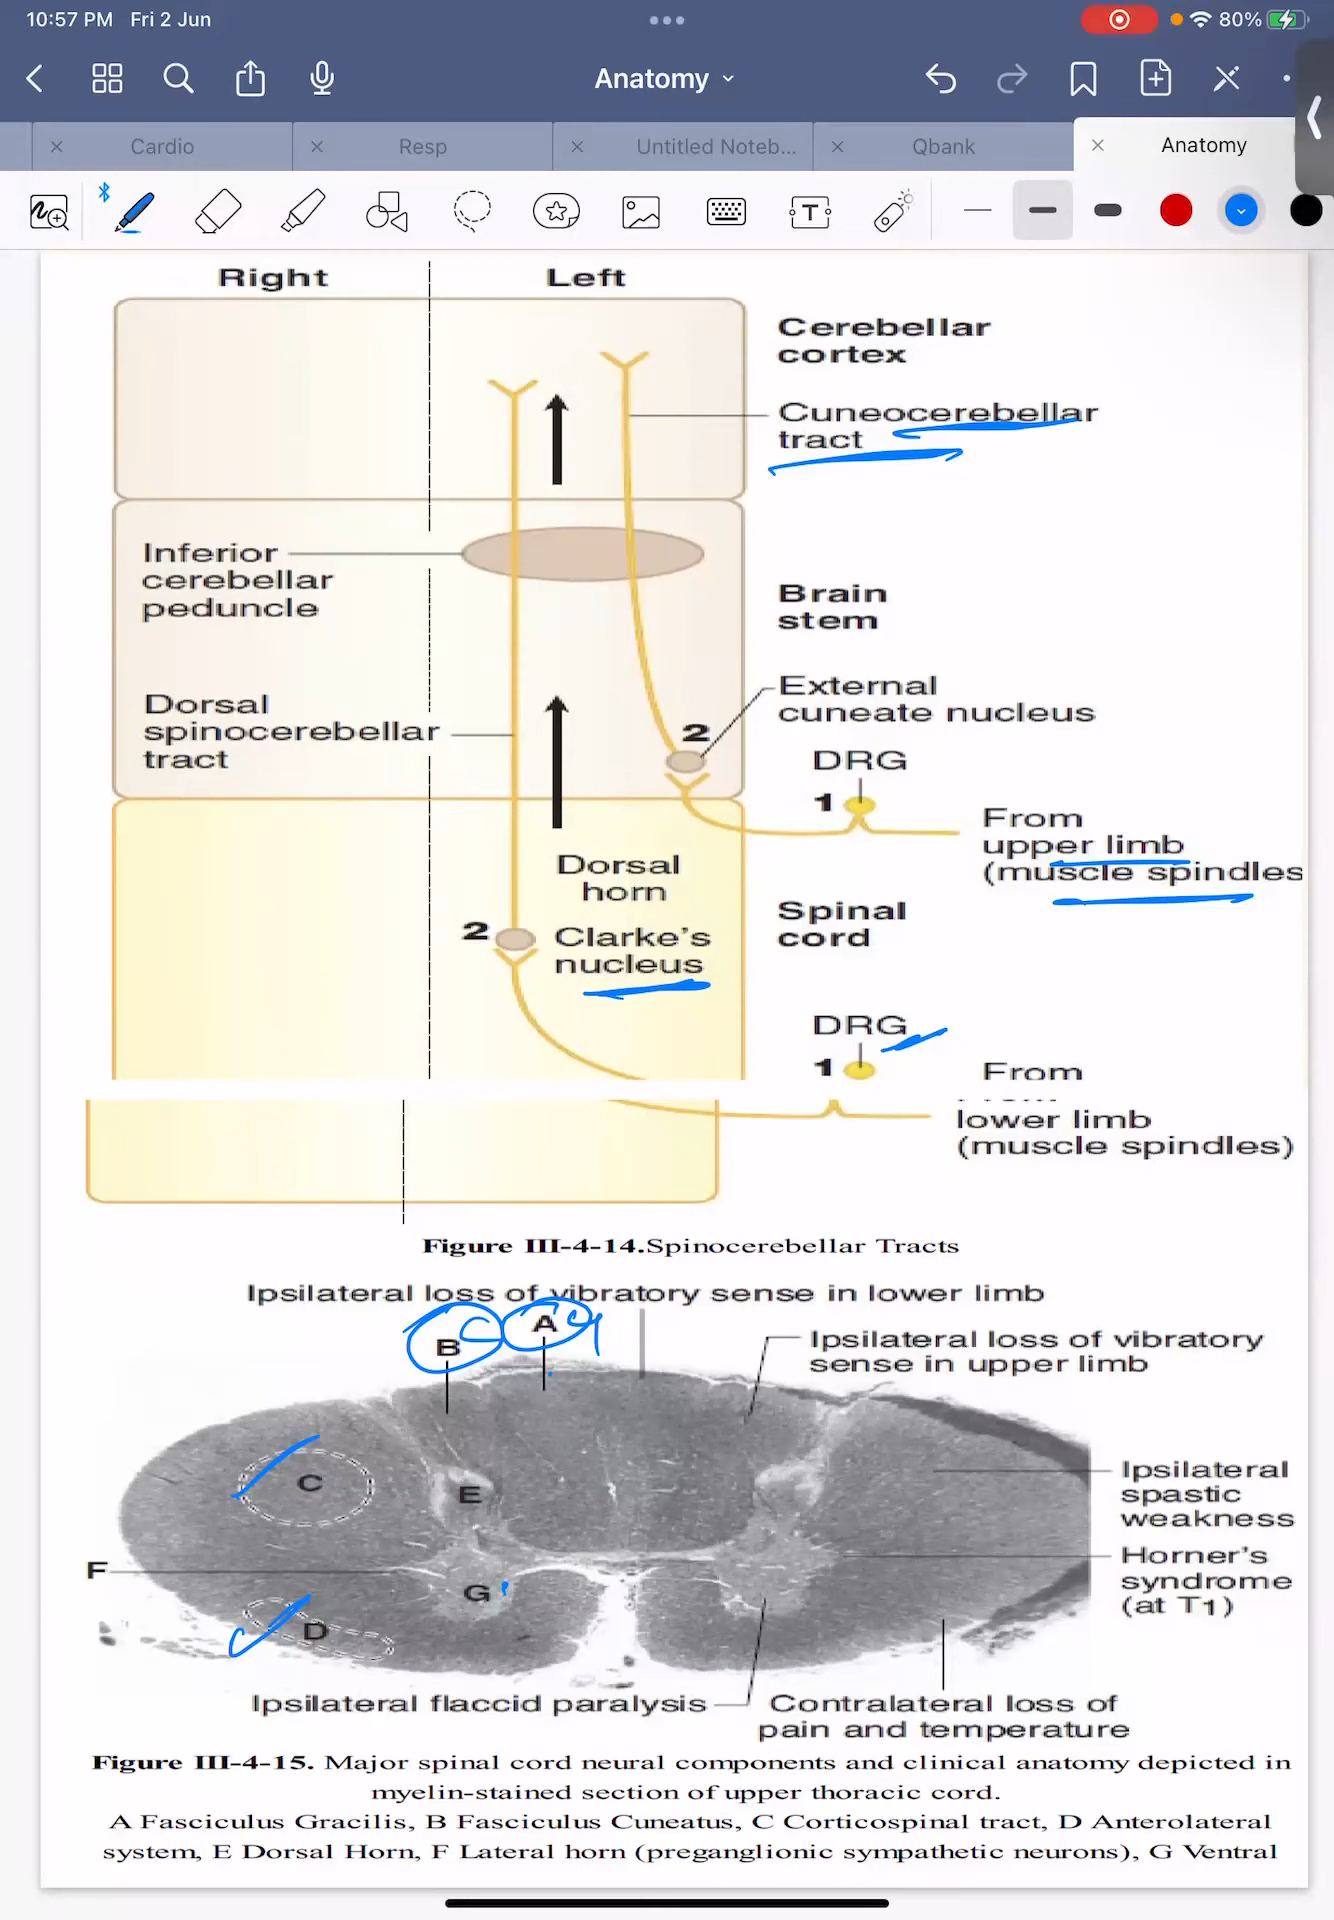 10:57 PM Fri 2 Jun
80%
Anatomy
Cardio
Resp
Untitled Noteb...
Qbank
Anatomy
Right
Left
Cerebellar
cortex
Cuneocerebellar
tract
Inferior
cerebellar
peduncle
Brain
stem
Dorsal
spinocerebellar
tract
External
cuneate nucleus
2
DRG
1
From
upper limb
(muscle spindles
Dorsal
horn
Spinal
cord
2
Clarke's
nucleus
DRG
1
From
lower limb
(muscle spindles)
Figure III-4-14.Spinocerebellar Tracts
Ipsilateral loss of vibratory sense in lower limb
B
A
Ipsilateral loss of vibratory
sense in upper limb
C
E
Ipsilateral
spastic
weakness
F
G
Horner's
syndrome
(at T1)
D
Ipsilateral flaccid paralysis
Contralateral loss of
pain and temperature
Figure III-4-15. Major spinal cord neural components and clinical anatomy depicted in
myelin-stained section of upper thoracic cord.
A Fasciculus Gracilis, B Fasciculus Cuneatus, C Corticospinal tract, D Anterolateral
system, E Dorsal Horn, F Lateral horn (preganglionic sympathetic neurons), G Ventral